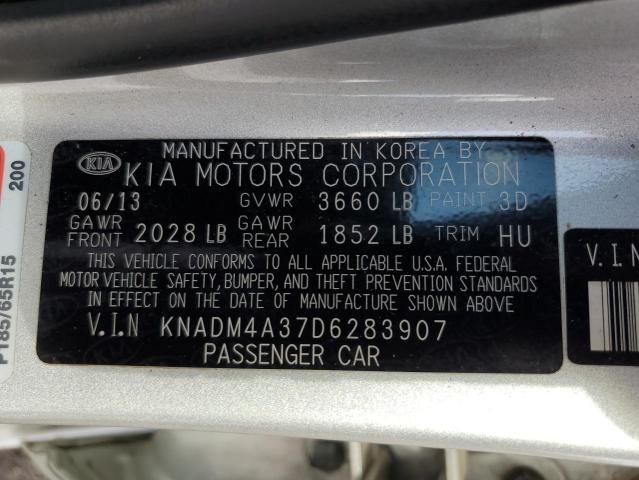 MANUFACTURED IN KOREA BY
KIA KIA MOTORS CORPORATION
06/13 GVWR 3660 LB PAINT 3D
GAWR FRONT 2028 LB GAWR REAR 1852 LB TRIM HU
THIS VEHICLE CONFORMS TO ALL APPLICABLE U.S.A. FEDERAL
MOTOR VEHICLE SAFETY, BUMPER, AND THEFT PREVENTION STANDARDS
IN EFFECT ON THE DATE OF MANUFACTURE SHOWN ABOVE
V.I.N KNADM4A37D6283907
PASSENGER CAR
P185/65R15
200
V.I.N